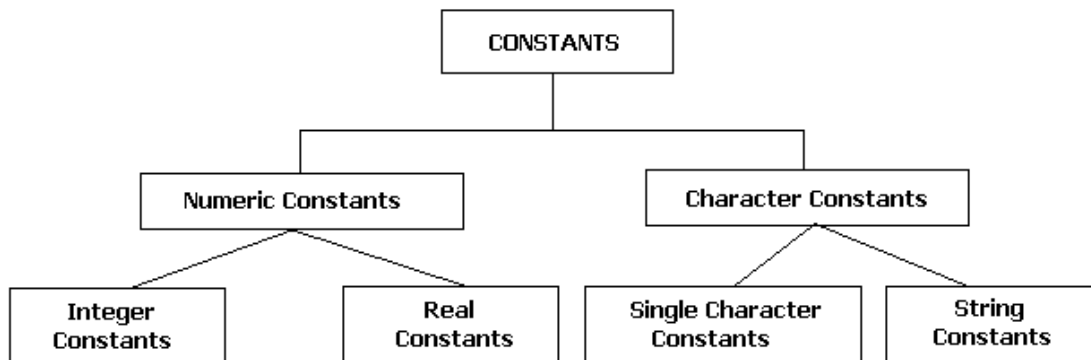 CONSTANTS
Numeric Constants
Character Constants
Integer
Constants
Real
Constants
Single Character
Constants
String
Constants